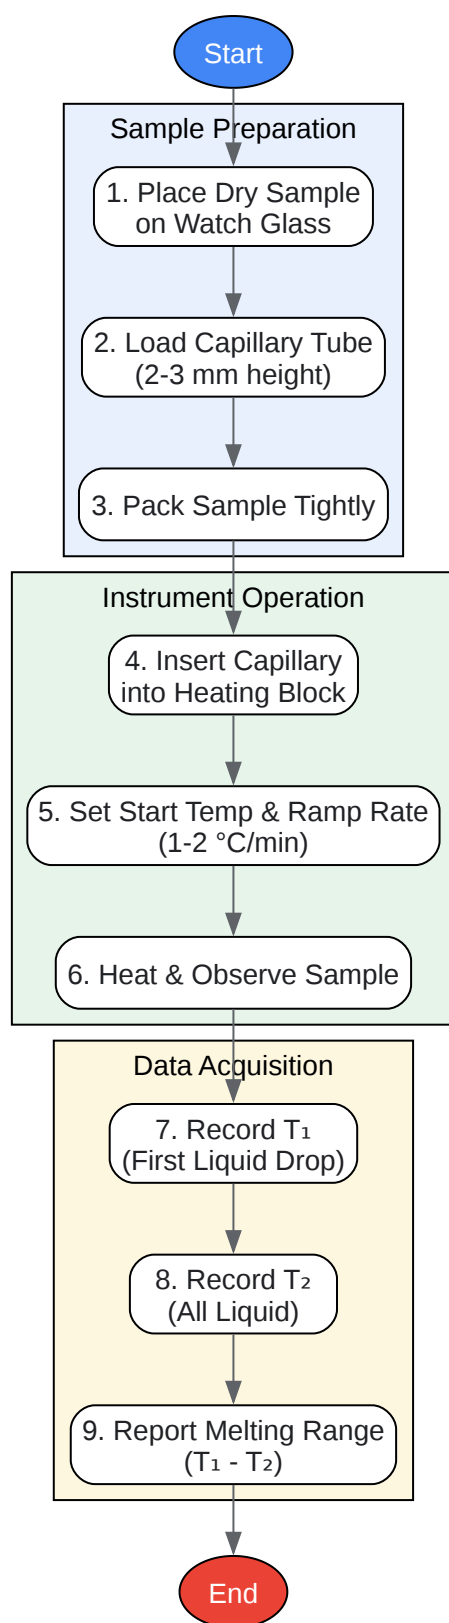 Start
Sample Preparation
1. Place Dry Sample
on Watch Glass
2. Load Capillary Tube
(2-3 mm height)
3. Pack Sample Tightly
Instrument Operation
4. Insert Capillary
into Heating Block
5. Set Start Temp & Ramp Rate
(1-2 °C/min)
6. Heat & Observe Sample
Data Acquisition
7. Record T₁
(First Liquid Drop)
8. Record T₂
(All Liquid)
9. Report Melting Range
(T₁ - T₂)
End